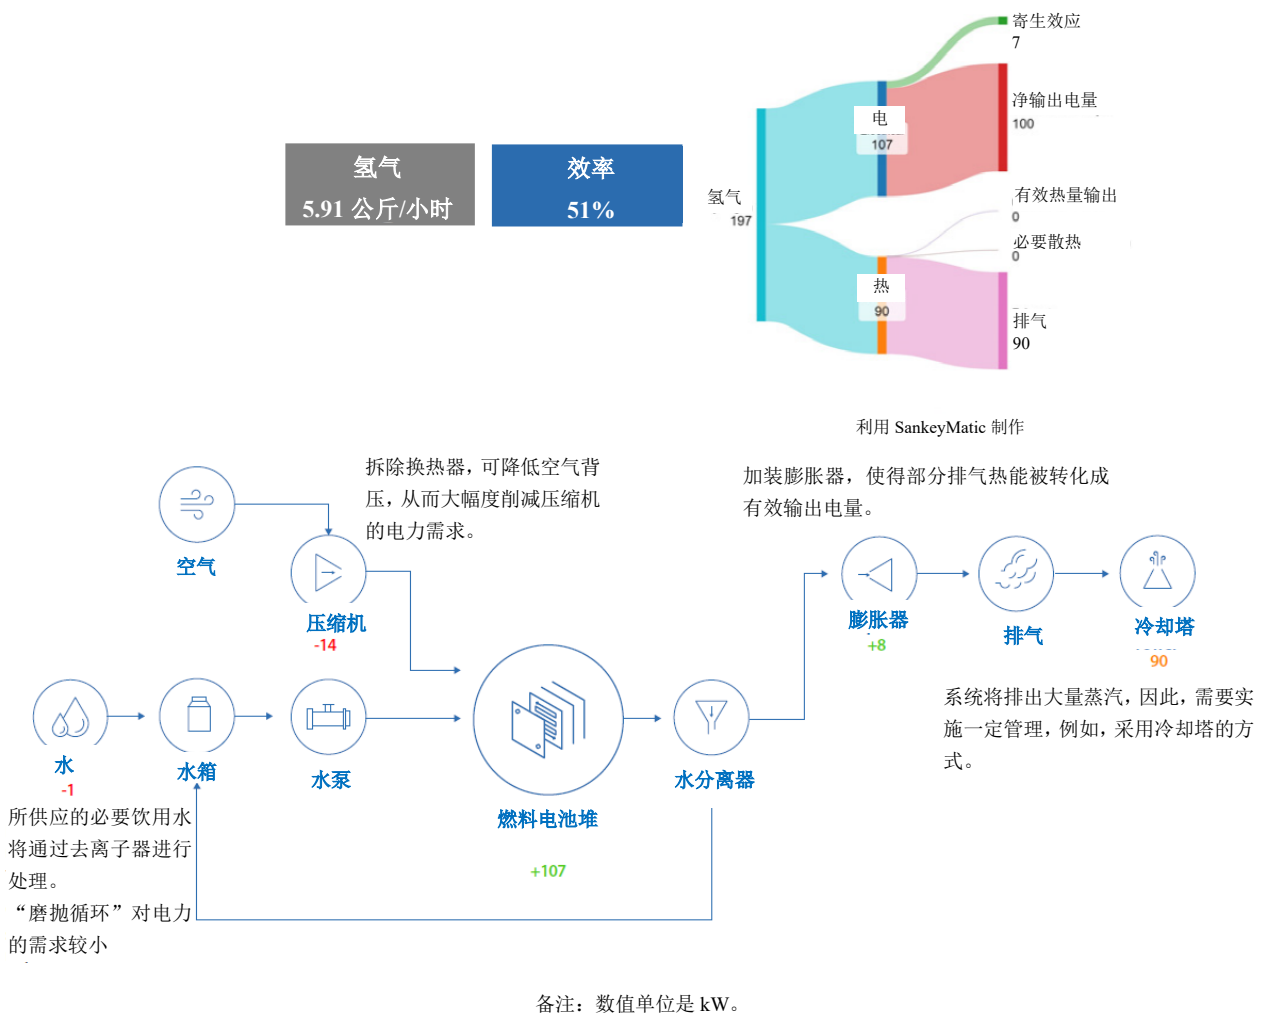 氢气
5.91 公斤/小时
效率
51%
氢气
197
电
107
热
90
寄生效应
7
净输出电量
100
有效热量输出
0
必要散热
0
排气
90
利用 SankeyMatic 制作
拆除换热器，可降低空气背
压，从而大幅度削减压缩机
的电力需求。
加装膨胀器，使得部分排气热能被转化成
有效输出电量。
空气
压缩机
-14
膨胀器
+8
排气
冷却塔
90
系统将排出大量蒸汽，因此，需要实
施一定管理，例如，采用冷却塔的方
式。
水
-1
水箱
水泵
燃料电池堆
+107
水分离器
所供应的必要饮用水
将通过去离子器进行
处理。
“磨抛循环”对电力
的需求较小
备注：数值单位是 kW。